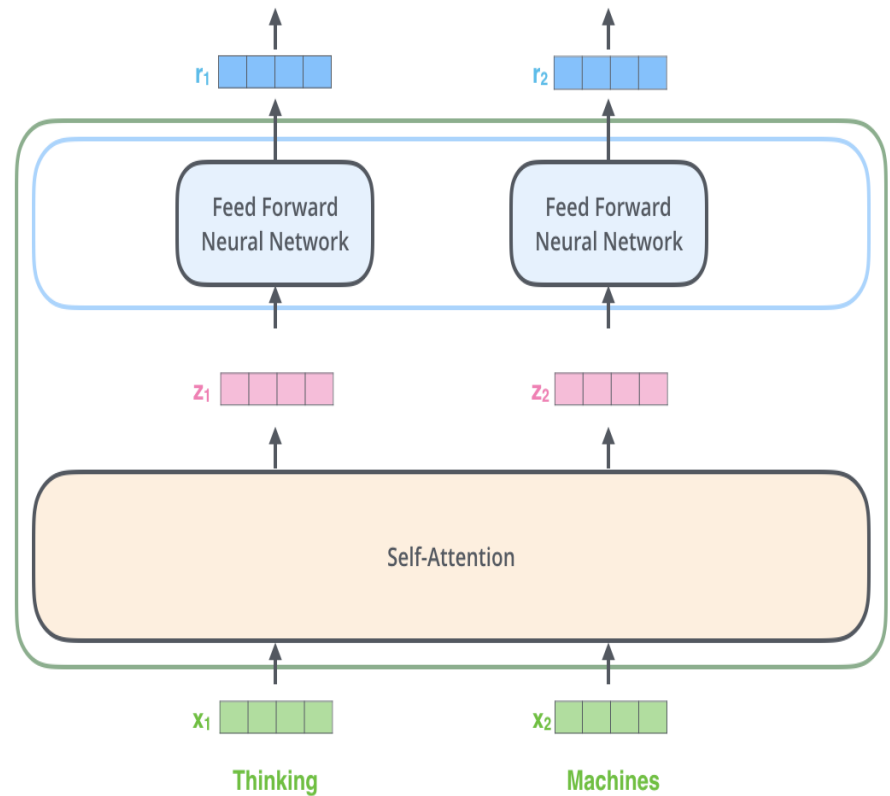 r1 r2
Feed Forward Feed Forward
Neural Network Neural Network
z1 z2
Self-Attention
x1 x2
Thinking Machines